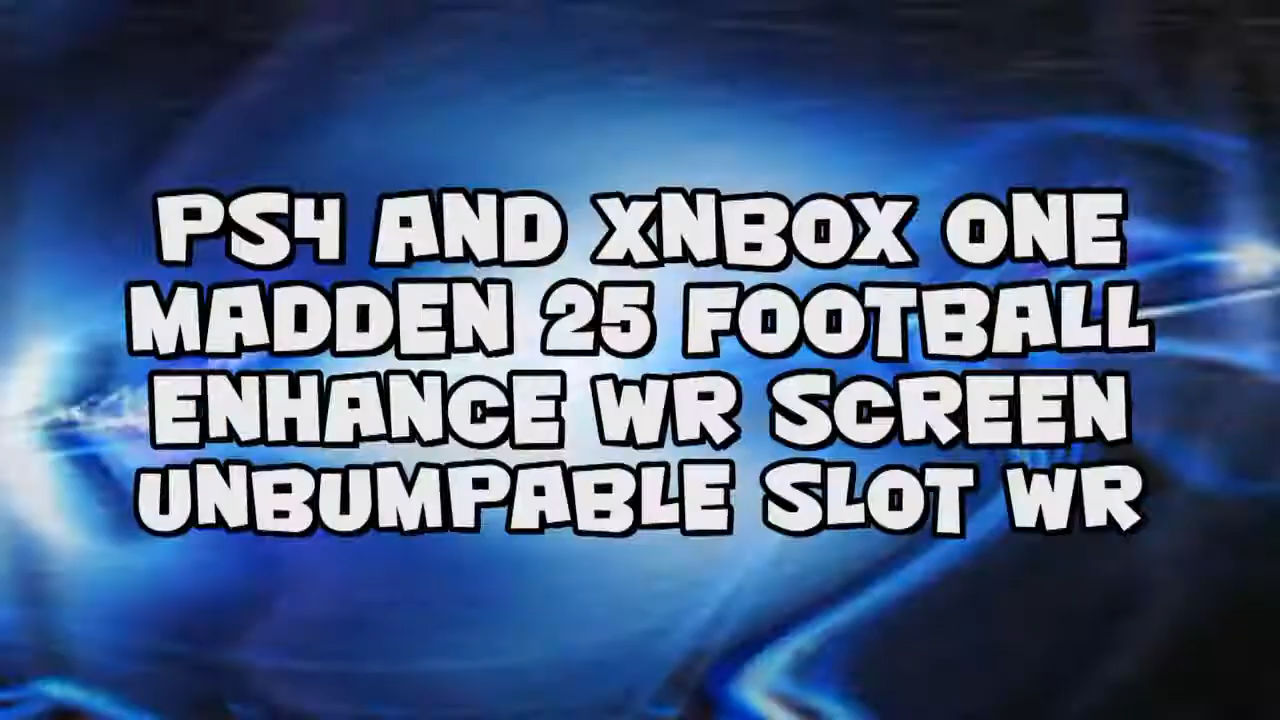 PS4 AND XNBOX ONE
MADDEN 25 FOOTBALL
ENHANCE WR SCREEN
UNBUMPABLE SLOT WR